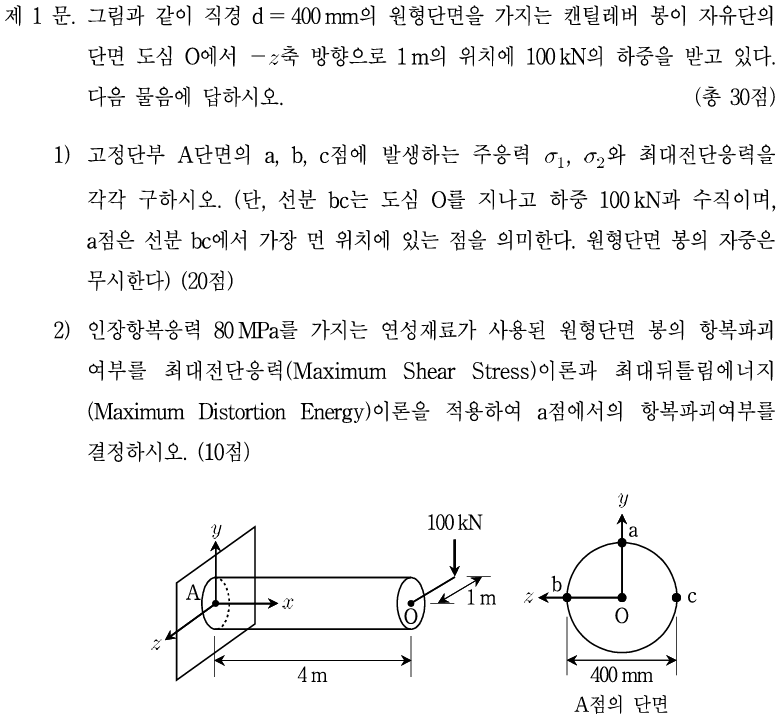 제 1 문. 그림과 같이 직경 d = 400 mm의 원형단면을 가지는 캔틸레버 봉이 자유단의
단면 도심 O에서 −z축 방향으로 1 m의 위치에 100 kN의 하중을 받고 있다.
다음 물음에 답하시오. (총 30점)
1) 고정단부 A단면의 a, b, c점에 발생하는 주응력 σ₁, σ₂와 최대전단응력을
각각 구하시오. (단, 선분 bc는 도심 O를 지나고 하중 100 kN과 수직이며,
a점은 선분 bc에서 가장 먼 위치에 있는 점을 의미한다. 원형단면 봉의 자중은
무시한다) (20점)
2) 인장항복응력 80 MPa를 가지는 연성재료가 사용된 원형단면 봉의 항복파괴
여부를 최대전단응력(Maximum Shear Stress)이론과 최대뒤틀림에너지
(Maximum Distortion Energy)이론을 적용하여 a점에서의 항복파괴여부를
결정하시오. (10점)
100 kN
y
A
x
z
O
1 m
4 m
y
a
b
z
O
c
400 mm
A점의 단면